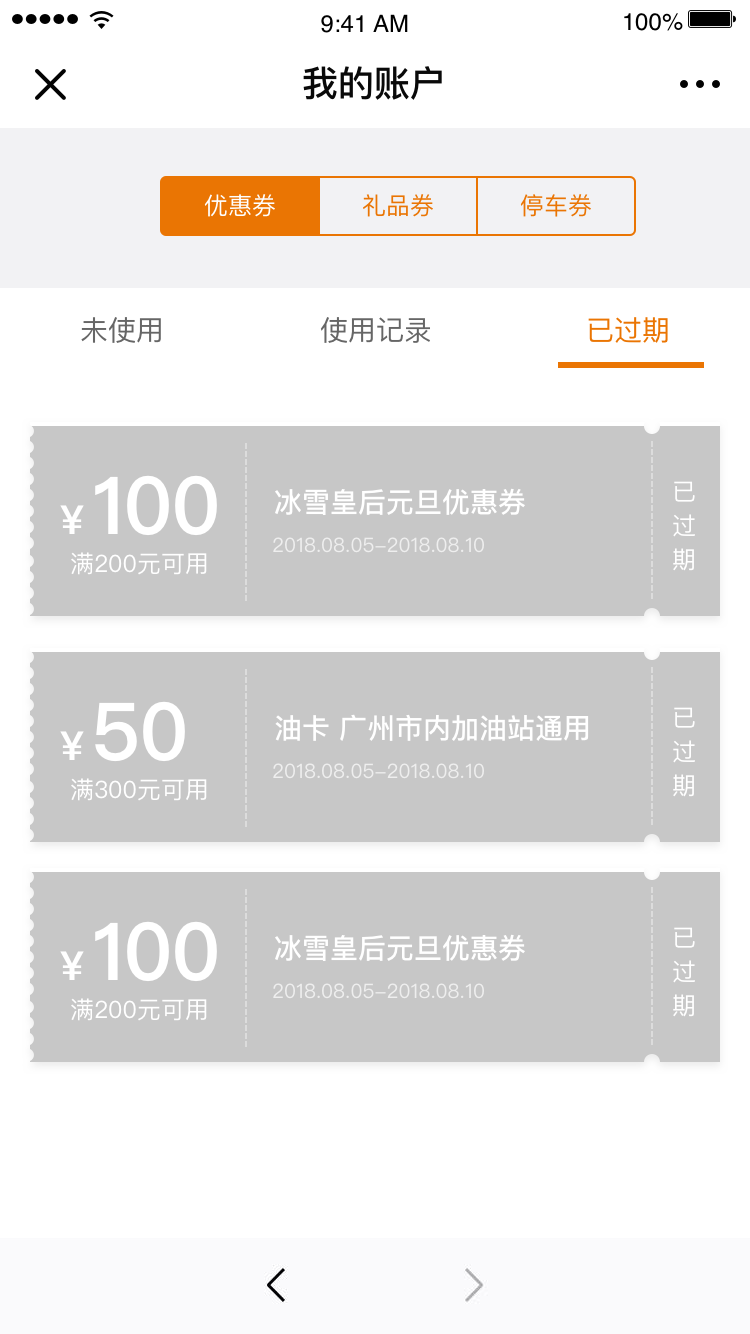 9:41 AM
100%
我的账户
优惠券
礼品券
停车券
未使用
使用记录
已过期
¥100
满200元可用
冰雪皇后元旦优惠券
2018.08.05-2018.08.10
已过期
¥50
满300元可用
油卡 广州市内加油站通用
2018.08.05-2018.08.10
已过期
¥100
满200元可用
冰雪皇后元旦优惠券
2018.08.05-2018.08.10
已过期